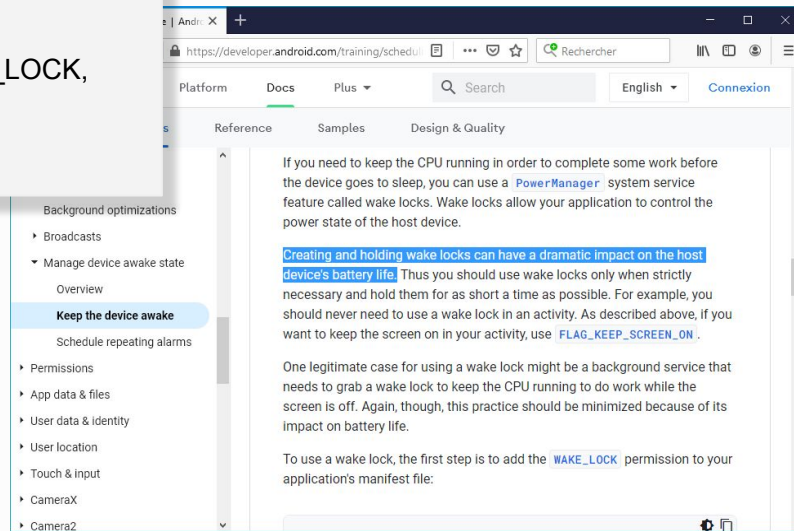 _LOCK,
e | Andro
https://developer.android.com/training/schedul
Rechercher
Platform
Docs
Plus
Search
English
Connexion
s
Reference
Samples
Design & Quality
Background optimizations
Broadcasts
Manage device awake state
Overview
Keep the device awake
Schedule repeating alarms
Permissions
App data & files
User data & identity
User location
Touch & input
CameraX
Camera2
If you need to keep the CPU running in order to complete some work before
the device goes to sleep, you can use a PowerManager system service
feature called wake locks. Wake locks allow your application to control the
power state of the host device.
Creating and holding wake locks can have a dramatic impact on the host
device's battery life. Thus you should use wake locks only when strictly
necessary and hold them for as short a time as possible. For example, you
should never need to use a wake lock in an activity. As described above, if you
want to keep the screen on in your activity, use FLAG_KEEP_SCREEN_ON.
One legitimate case for using a wake lock might be a background service that
needs to grab a wake lock to keep the CPU running to do work while the
screen is off. Again, though, this practice should be minimized because of its
impact on battery life.
To use a wake lock, the first step is to add the WAKE_LOCK permission to your
application's manifest file: